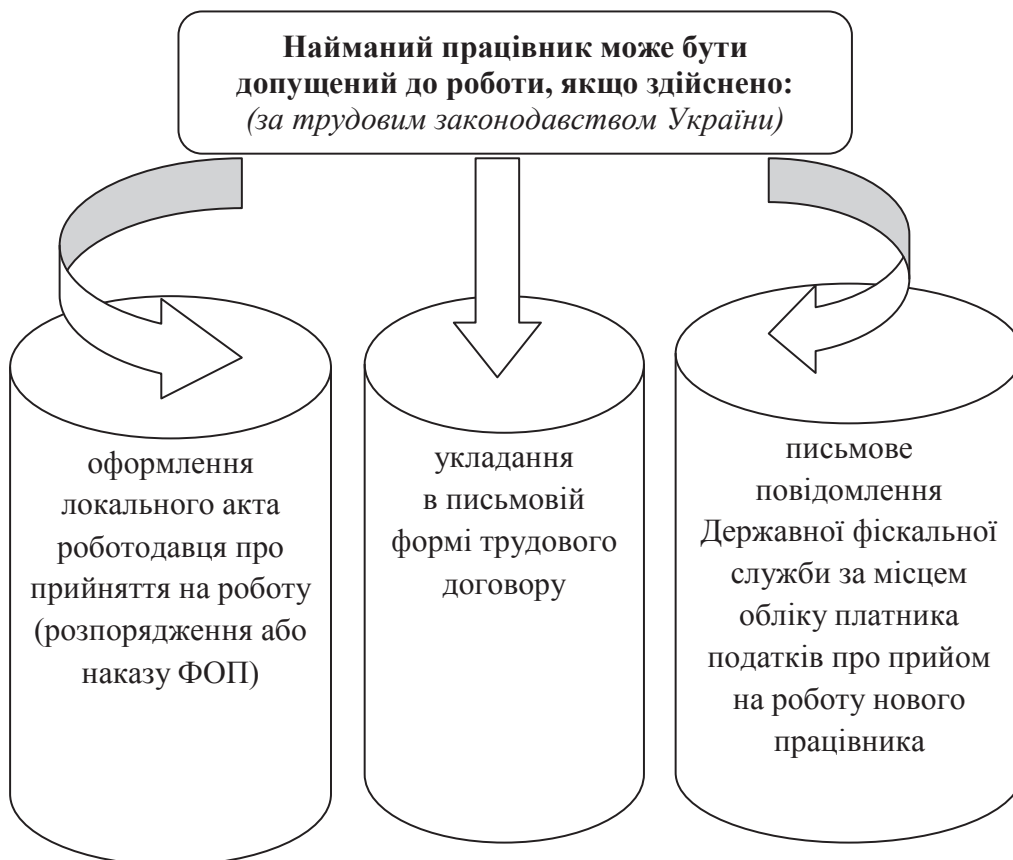 Найманий працівник може бути
допущений до роботи, якщо здійснено:
(за трудовим законодавством України)
оформлення
локального акта
роботодавця про
прийняття на роботу
(розпорядження або
наказу ФОП)
укладання
в письмовій
формі трудового
договору
письмове
повідомлення
Державної фіскальної
служби за місцем
обліку платника
податків про прийом
на роботу нового
працівника